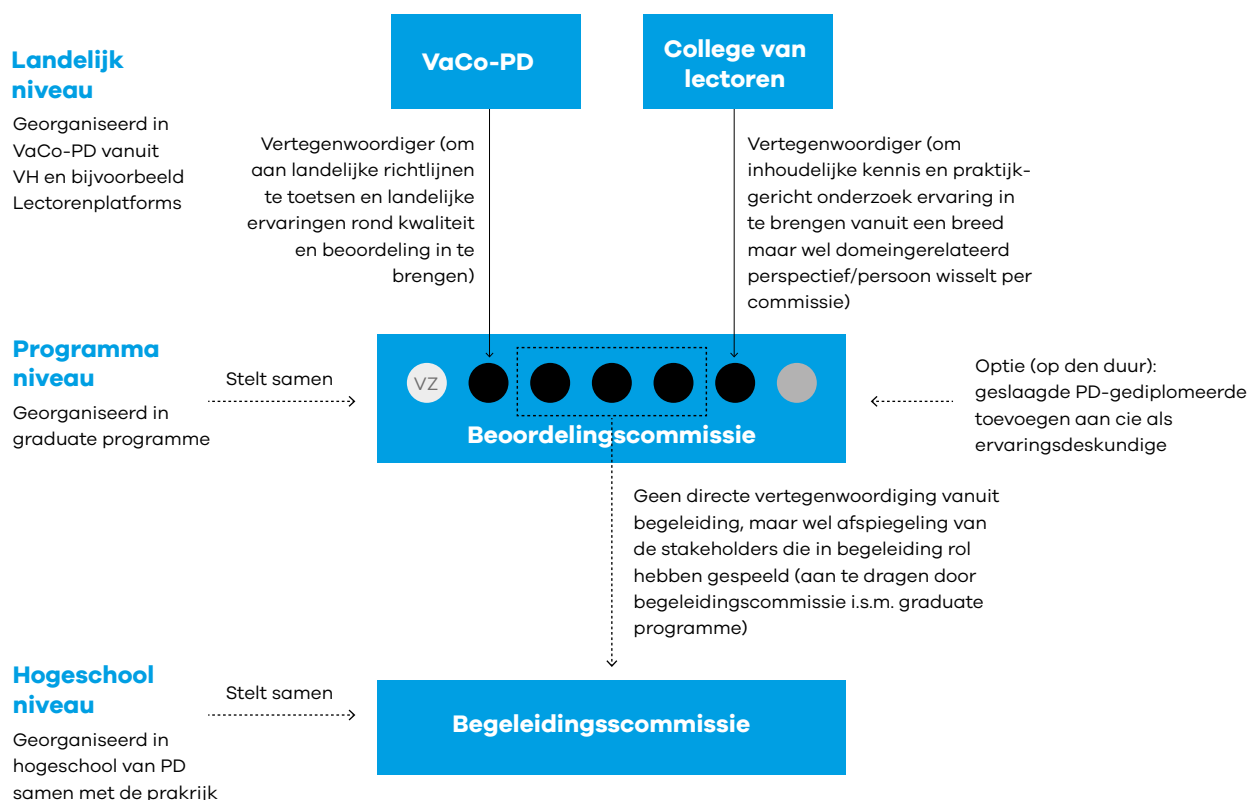 VaCo-PD
College van
lectoren
Landelijk
niveau
Georganiseerd in
VaCo-PD vanuit
VH en bijvoorbeeld
Lectorenplatforms
Vertegenwoordiger (om
aan landelijke richtlijnen
te toetsen en landelijke
ervaringen rond kwaliteit
en beoordeling in te
brengen)
Vertegenwoordiger (om
inhoudelijke kennis en praktijk-
gericht onderzoek ervaring in
te brengen vanuit een breed
maar wel domeingerelateerd
perspectief/persoon wisselt per
commissie)
Programma
niveau
Georganiseerd in
graduate programme
Stelt samen
VZ
Beoordelingscommissie
Optie (op den duur):
geslaagde PD-gediplomeerde
toevoegen aan cie als
ervaringsdeskundige
Geen directe vertegenwoordiging vanuit
begeleiding, maar wel afspiegeling van
de stakeholders die in begeleiding rol
hebben gespeeld (aan te dragen door
begeleidingscommissie i.s.m. graduate
programme)
Hogeschool
niveau
Georganiseerd in
hogeschool van PD
samen met de prakrijk
Stelt samen
Begeleidingsscommissie